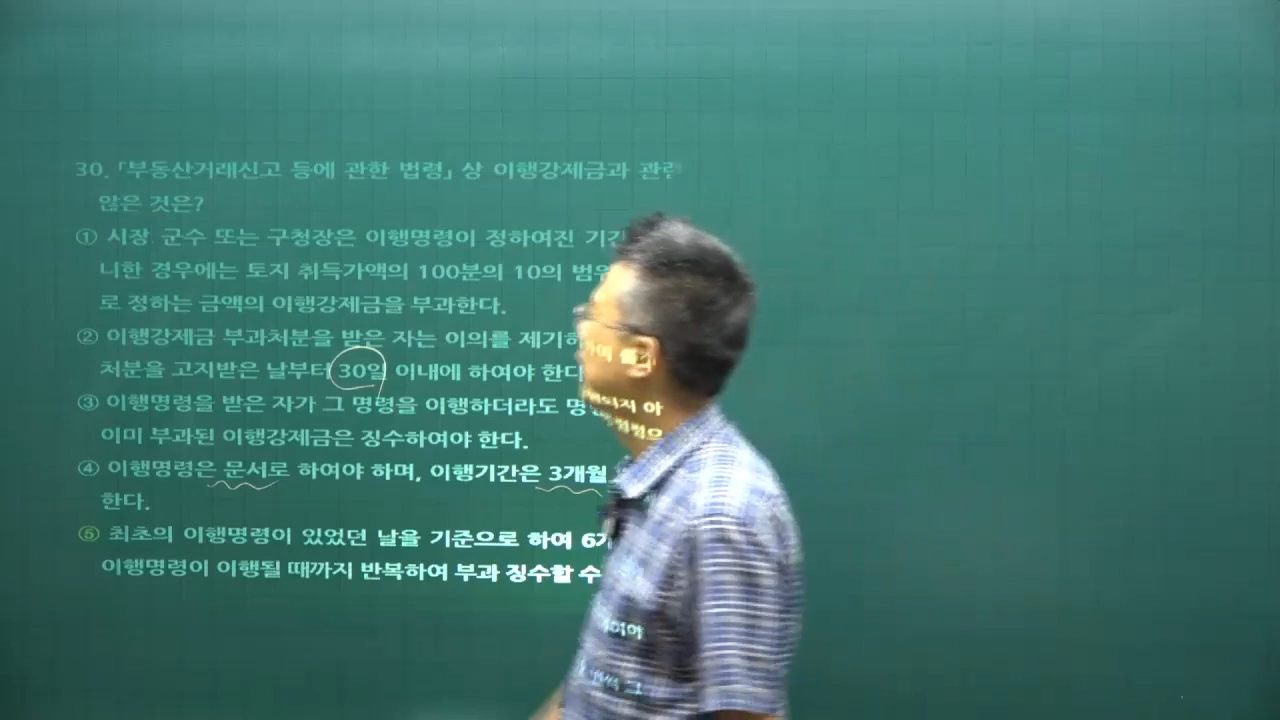 30. 「부동산거래신고 등에 관한 법령」 상 이행강제금과
않은 것은?
① 시장 군수 또는 구청장은 이행명령이 정하여진
니한 경우에는 토지 취득가액의 100분의 10의
로 정하는 금액의 이행강제금을 부과한다.
② 이행강제금 부과처분을 받은 자는 이의를
처분을 고지받은 날부터 30일 이내에 하여야
③ 이행명령을 받은 자가 그 명령을 이행하더라도
이미 부과된 이행강제금은 징수하여야 한다.
④ 이행명령은 문서로 하여야 하며, 이행기간은 3개월
한다.
⑤ 최초의 이행명령이 있었던 날을 기준으로 하여
이행명령이 이행될 때까지 반복하여 부과 징수할 수